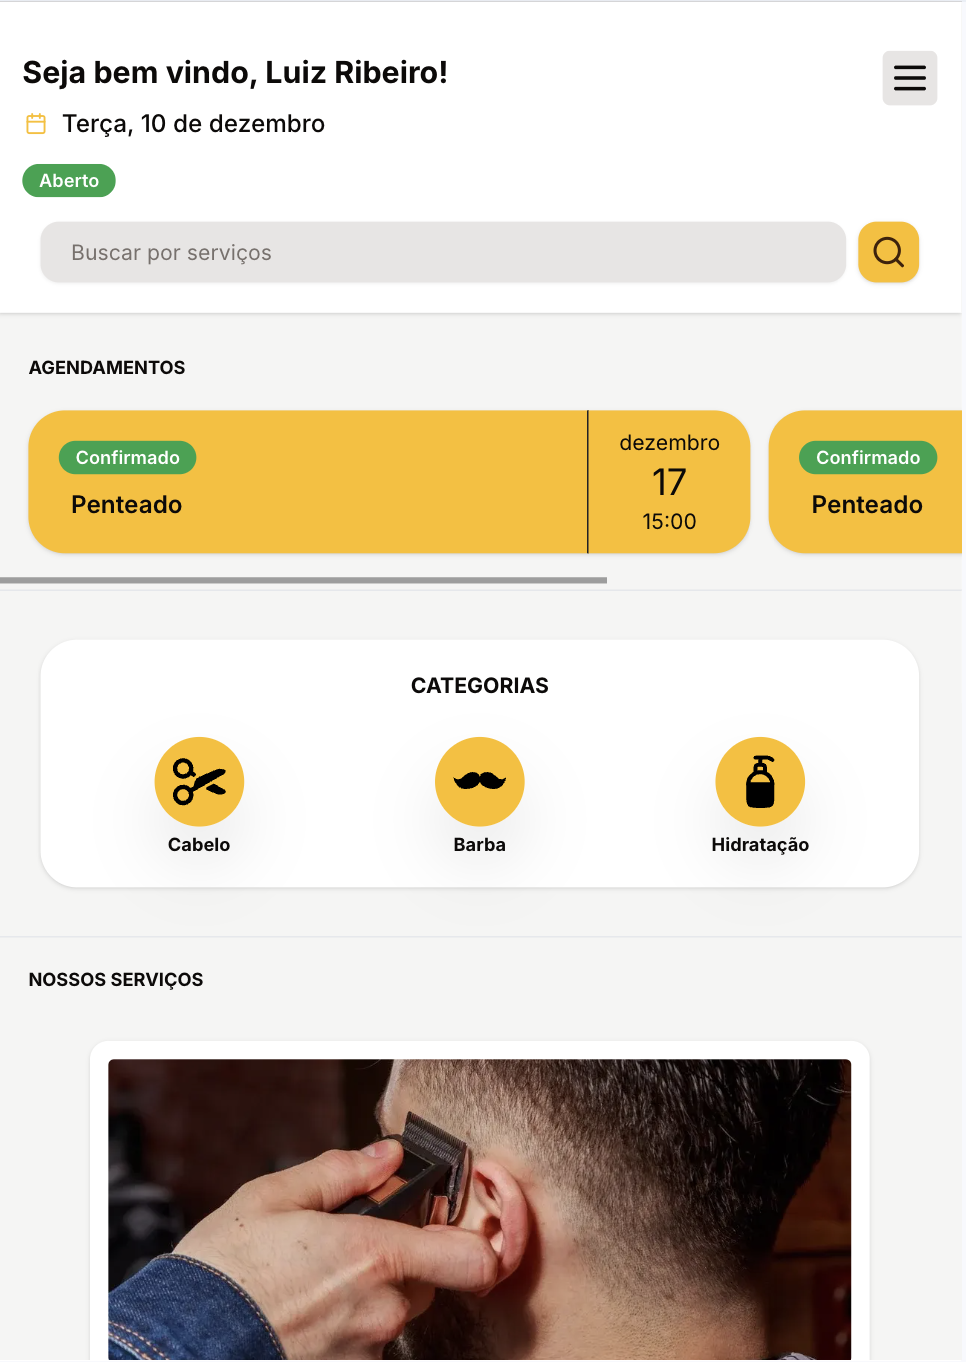 Seja bem vindo, Luiz Ribeiro!
Terça, 10 de dezembro
Aberto
Buscar por serviços
AGENDAMENTOS
Confirmado
Penteado
dezembro
17
15:00
Confirmado
Penteado
CATEGORIAS
Cabelo
Barba
Hidratação
NOSSOS SERVIÇOS